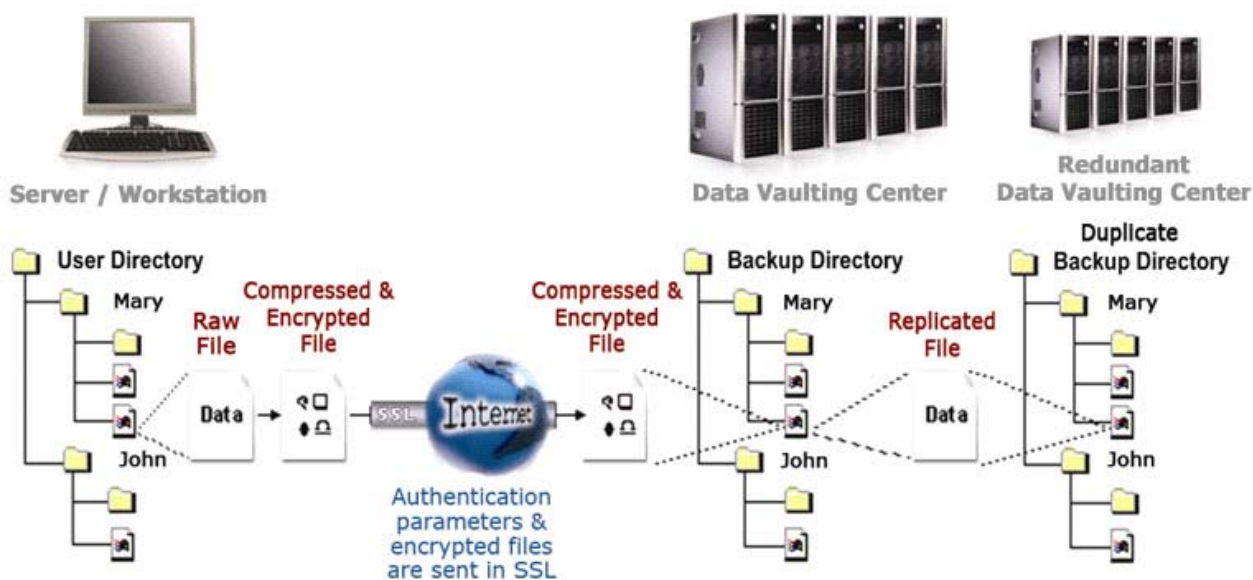 Server / Workstation
Data Vaulting Center
Redundant
Data Vaulting Center
User Directory
Mary
Raw
File
Data
Compressed &
Encrypted
File
John
SSL
Internet
Authentication
parameters &
encrypted files
are sent in SSL
Compressed &
Encrypted
File
Backup Directory
Mary
John
Replicated
File
Data
Duplicate
Backup Directory
Mary
John